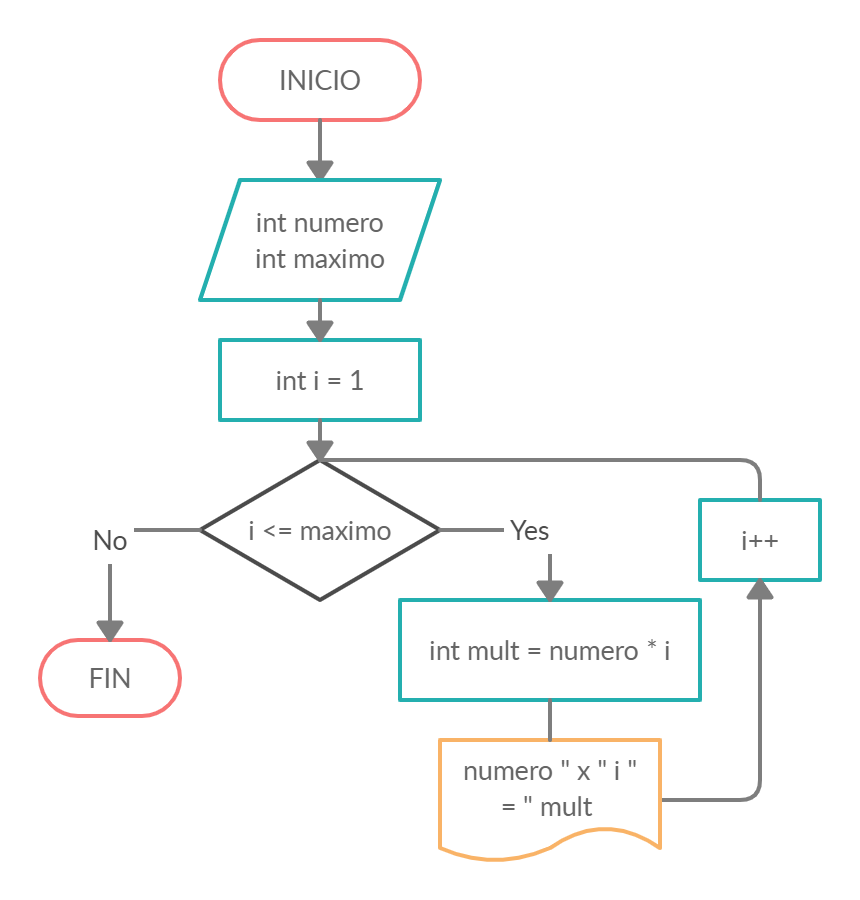 INICIO
int numero
int maximo
int i = 1
i <= maximo
No
Yes
i++
int mult = numero * i
FIN
numero " x " i "
= " mult